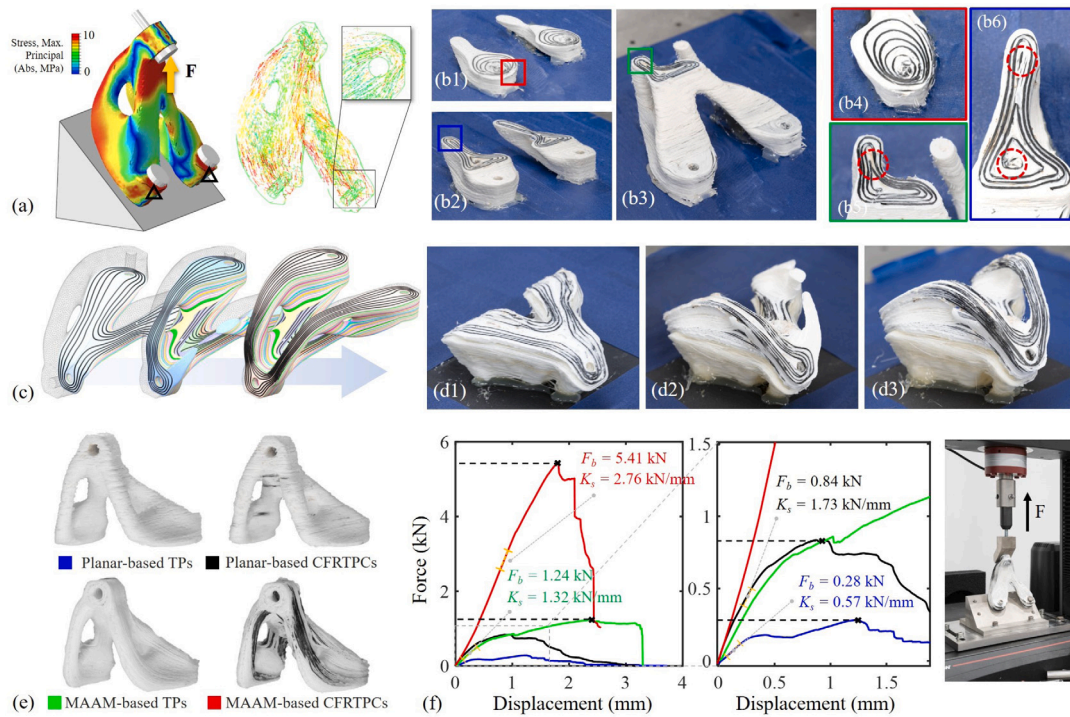 Stress, Max.
Principal
(Abs, MPa)
10
0
F
(a)
(b1)
(b2)
(b3)
(b4)
(b5)
(b6)
(c)
(d1)
(d2)
(d3)
Planar-based TPs
Planar-based CFRTPCs
MAAM-based TPs
MAAM-based CFRTPCs
(e)
Force (kN)
6
5
4
3
2
1
0
0
1
2
3
4
Displacement (mm)
F_b = 5.41 kN
K_s = 2.76 kN/mm
F_b = 1.24 kN
K_s = 1.32 kN/mm
(f)
1.5
1
0.5
0
0
0.5
1
1.5
Displacement (mm)
F_b = 0.84 kN
K_s = 1.73 kN/mm
F_b = 0.28 kN
K_s = 0.57 kN/mm
F